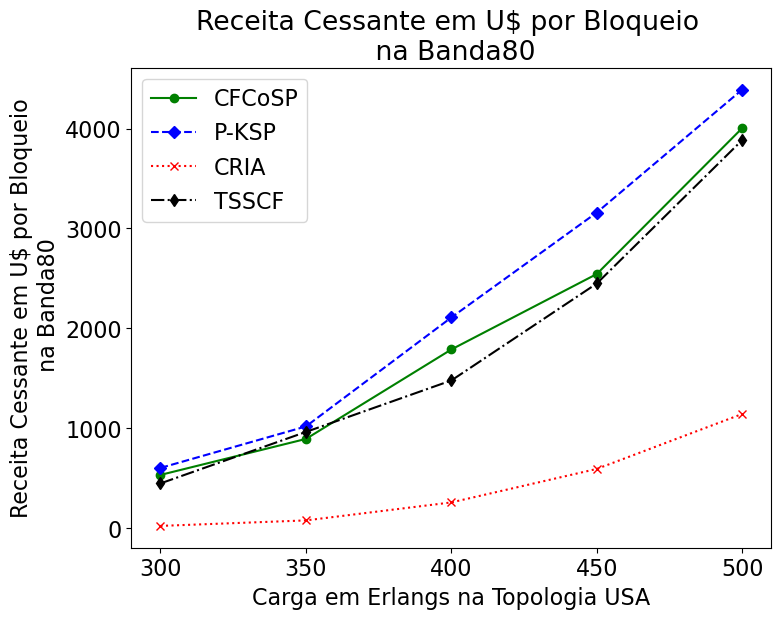 Receita Cessante em U$ por Bloqueio
na Banda80
Receita Cessante em U$ por Bloqueio
na Banda80
4000
3000
2000
1000
0
CFCoSP
P-KSP
CRIA
TSSCF
300
350
400
450
500
Carga em Erlangs na Topologia USA